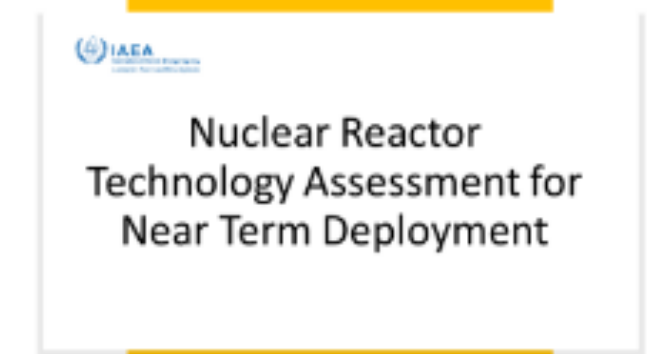 IAEA
Nuclear Reactor
Technology Assessment for
Near Term Deployment